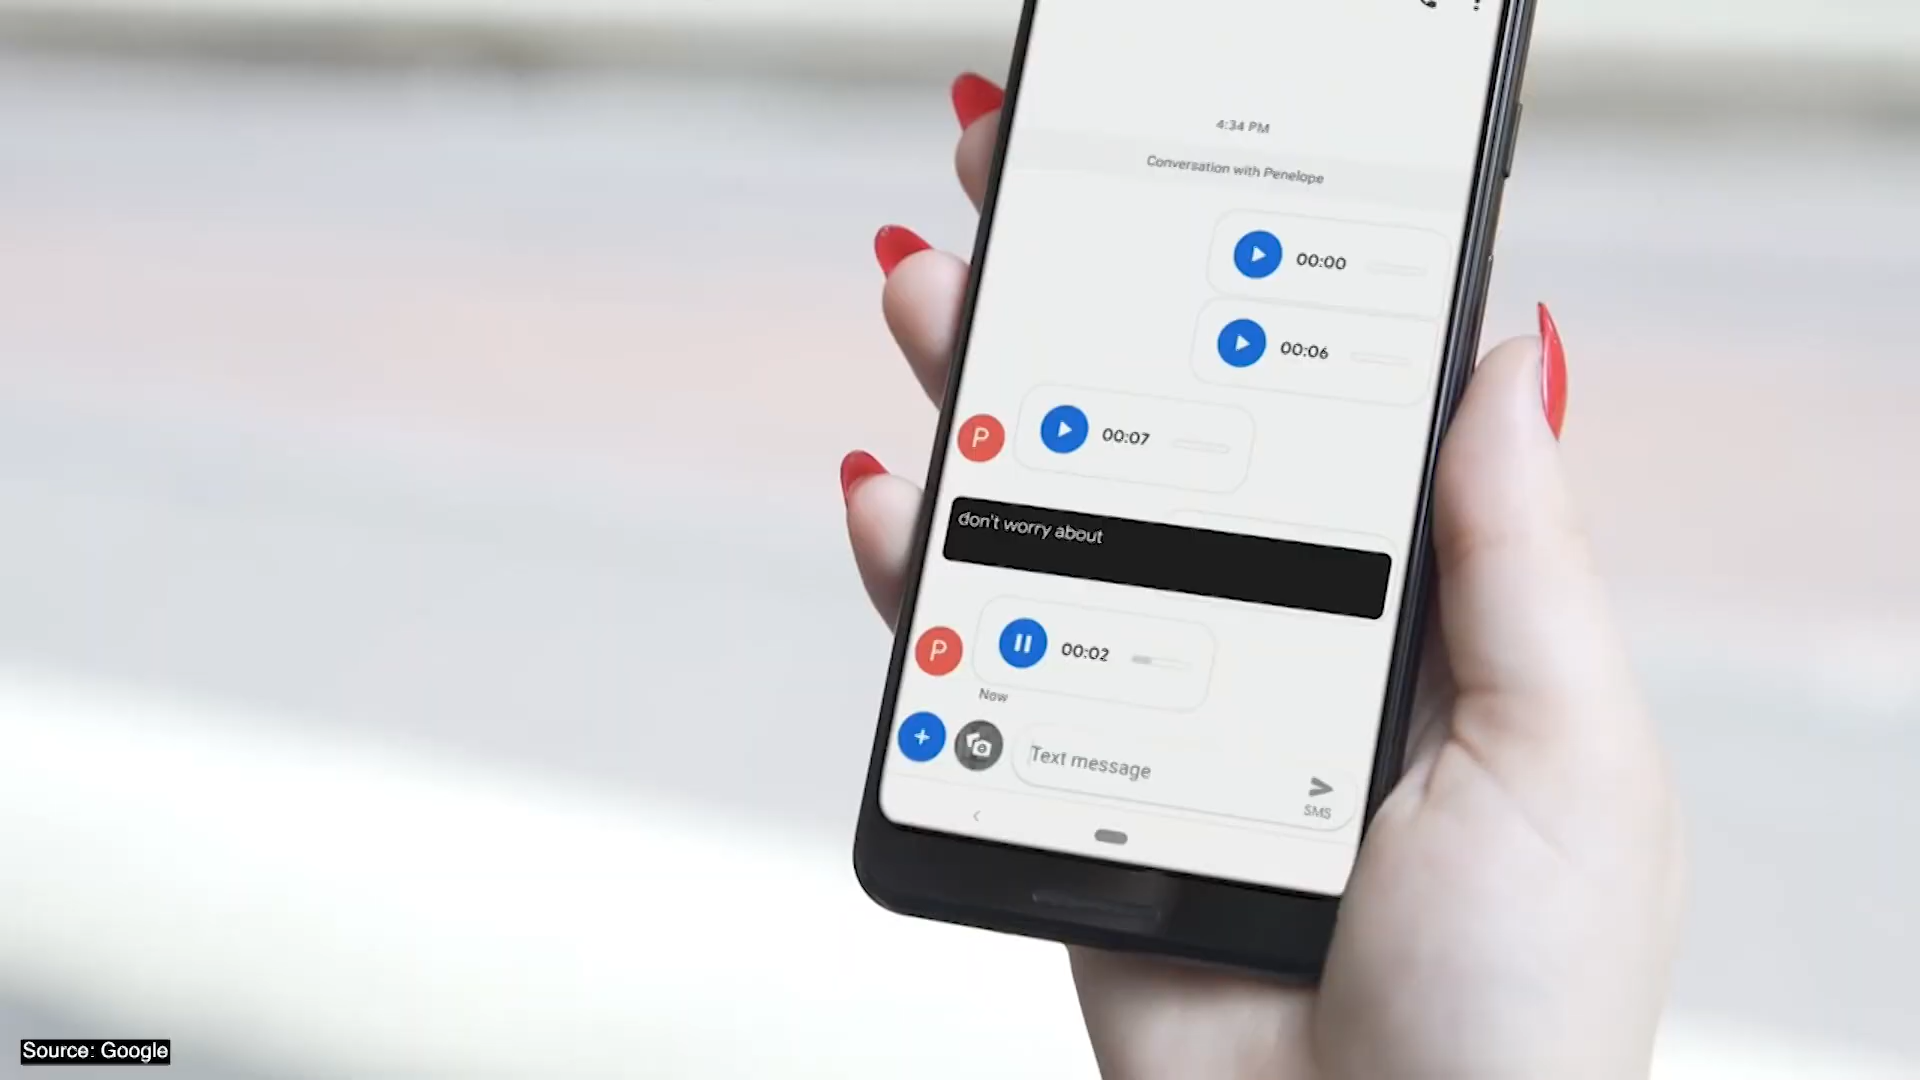 4:34 PM
Conversation with Penelope
00:00
00:06
P
00:07
don't worry about
P
00:02
Now
Text message
SMS
Source: Google